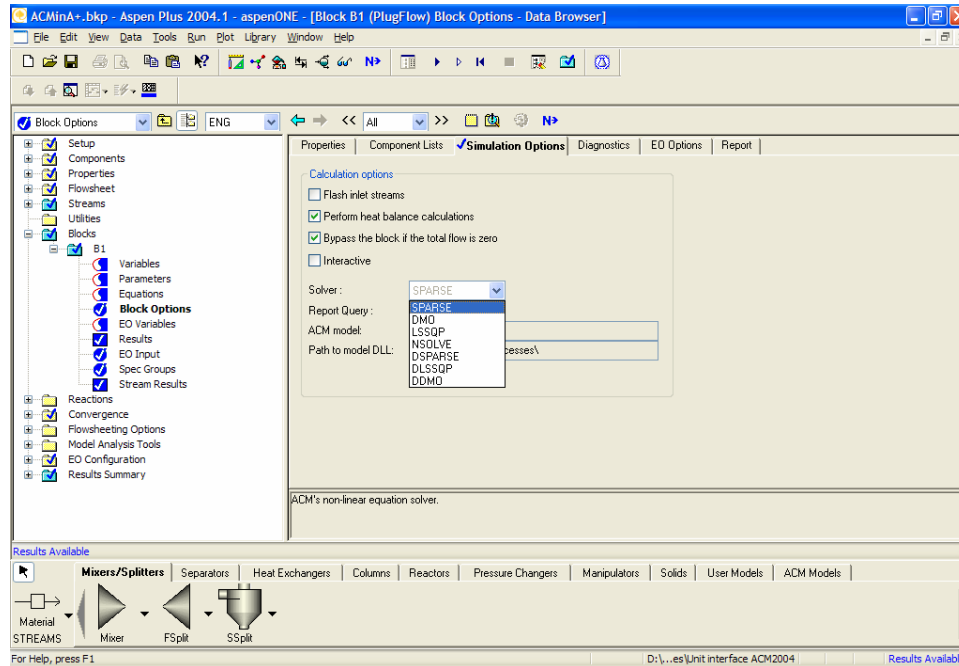 ACMinA+.bkp - Aspen Plus 2004.1 - aspenONE - [Block B1 (PlugFlow) Block Options - Data Browser]
File Edit View Data Tools Run Plot Library Window Help
Block Options ENG << All >> N>
Properties Component Lists Simulation Options Diagnostics EO Options Report
Setup
Components
Properties
Flowsheet
Streams
Utilities
Blocks
B1
Variables
Parameters
Equations
Block Options
EO Variables
Results
EO Input
Spec Groups
Stream Results
Reactions
Convergence
Flowsheeting Options
Model Analysis Tools
EO Configuration
Results Summary
Calculation options
Flash inlet streams
Perform heat balance calculations
Bypass the block if the total flow is zero
Interactive
Solver : SPARSE
Report Query :
ACM model:
Path to model DLL: cesses\
SPARSE
DMO
LSSQP
NSOLVE
DSPARSE
DLSSQP
DDMO
ACM's non-linear equation solver.
Results Available
Mixers/Splitters Separators Heat Exchangers Columns Reactors Pressure Changers Manipulators Solids User Models ACM Models
Material
STREAMS Mixer FSplit SSplit
For Help, press F1 D:\...es\Unit interface ACM2004 Results Availabl